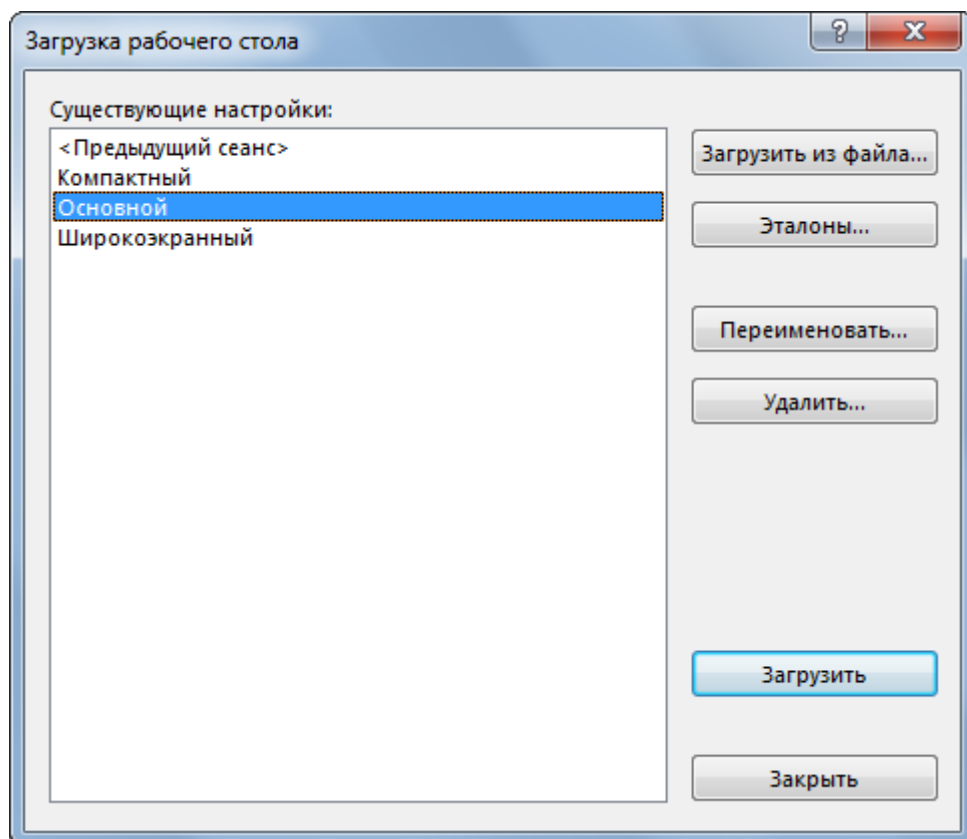 Загрузка рабочего стола
?
Существующие настройки:
<Предыдущий сеанс>
Компактный
Основной
Широкоэкранный
Загрузить из файла...
Эталоны...
Переименовать...
Удалить...
Загрузить
Закрыть